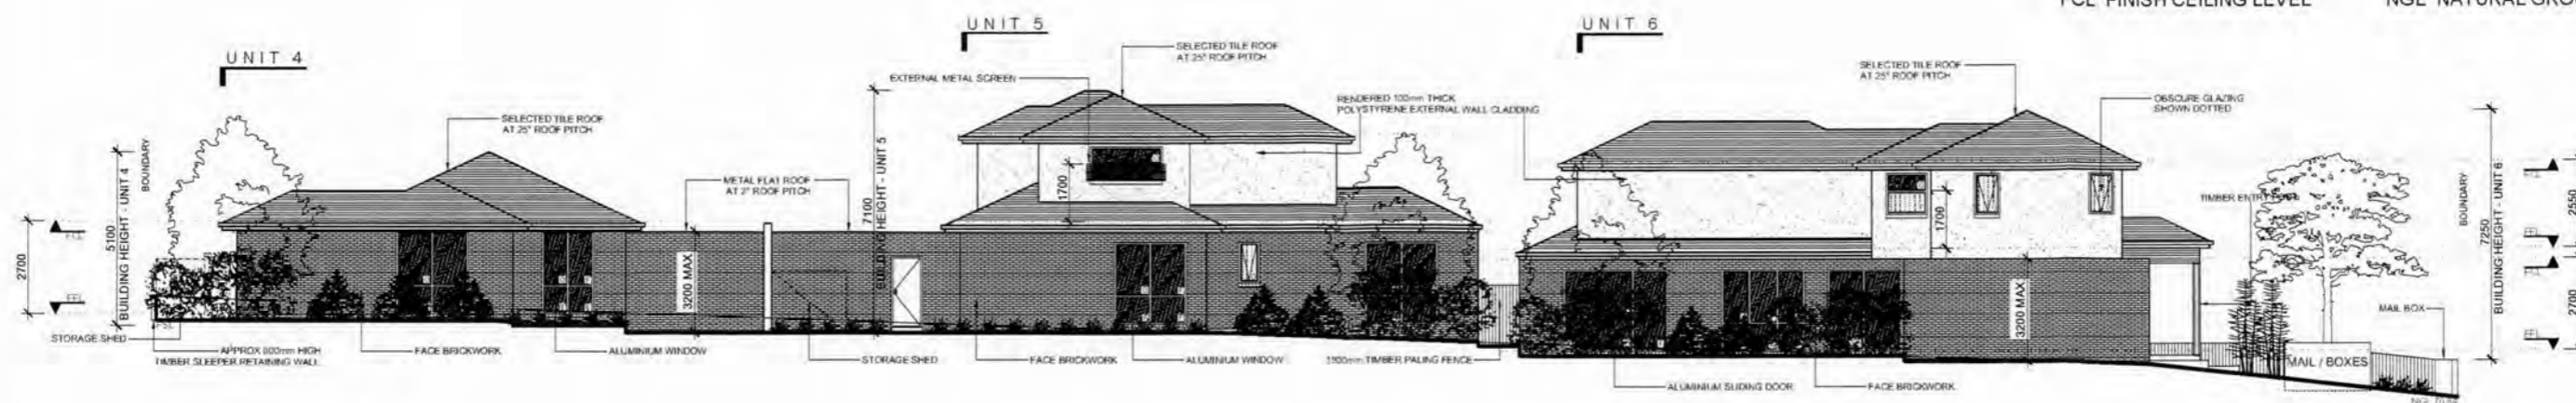 FCL FINISH CEILING LEVEL
UNIT 4
UNIT 5
UNIT 6
SELECTED TILE ROOF
AT 25° ROOF PITCH
EXTERNAL METAL SCREEN
SELECTED TILE ROOF
AT 25° ROOF PITCH
RENDERED 100mm THICK
POLYSTYRENE EXTERNAL WALL CLADDING
SELECTED TILE ROOF
AT 25° ROOF PITCH
OBSCURE GLAZING
SHOWN DOTTED
METAL FLAT ROOF
AT 2° ROOF PITCH
TIMBER ENTRY
2700
FCL
FFL
5100
BUILDING HEIGHT - UNIT 4
BOUNDARY
3200 MAX
7100
BUILDING HEIGHT - UNIT 5
1700
1700
3200 MAX
BOUNDARY
7250
BUILDING HEIGHT - UNIT 6
2550
2700
MAIL BOX
MAIL / BOXES
FSL
STORAGE SHED
APPROX 600mm HIGH
TIMBER SLEEPER RETAINING WALL
FACE BRICKWORK
ALUMINIUM WINDOW
STORAGE SHED
FACE BRICKWORK
ALUMINIUM WINDOW
TIMBER PALING FENCE
ALUMINIUM SLIDING DOOR
FACE BRICKWORK
NGL